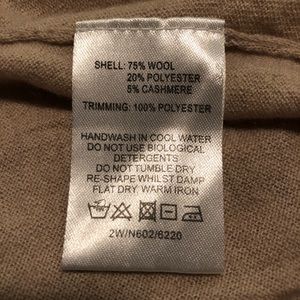 SHELL: 75% WOOL
20% POLYESTER
5% CASHMERE
TRIMMING: 100% POLYESTER
HANDWASH IN COOL WATER
DO NOT USE BIOLOGICAL
DETERGENTS
DO NOT TUMBLE DRY
RE-SHAPE WHILST DAMP
FLAT DRY, WARM IRON
2W/N602/6220